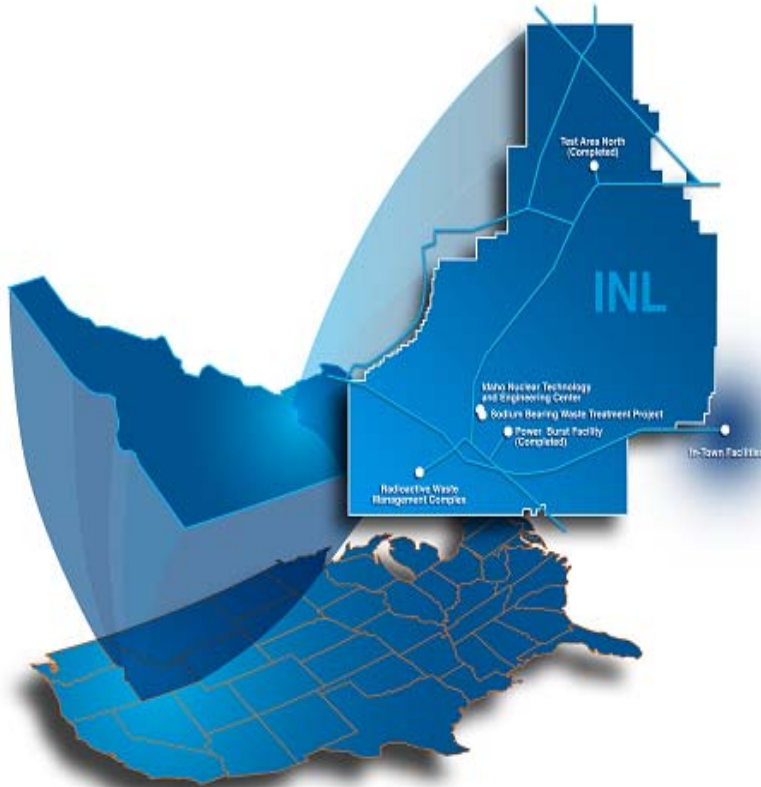 Test Area North
(Completed)
INL
Idaho Nuclear Technology
and Engineering Center
Sodium Bearing Waste Treatment Project
Power Burst Facility
(Completed)
In-Town Facilities
Radioactive Waste
Management Complex